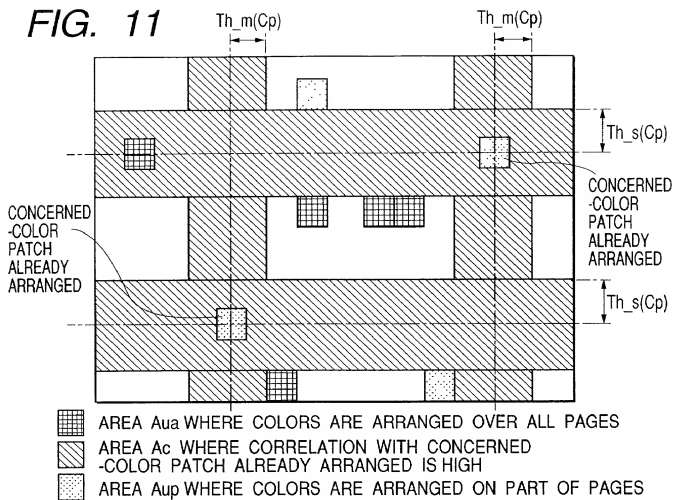 FIG. 11
Th_m(Cp)
Th_m(Cp)
Th_s(Cp)
CONCERNED
-COLOR
PATCH
ALREADY
ARRANGED
CONCERNED
-COLOR
PATCH
ALREADY
ARRANGED
Th_s(Cp)
AREA Aua WHERE COLORS ARE ARRANGED OVER ALL PAGES
AREA Ac WHERE CORRELATION WITH CONCERNED
-COLOR PATCH ALREADY ARRANGED IS HIGH
AREA Aup WHERE COLORS ARE ARRANGED ON PART OF PAGES